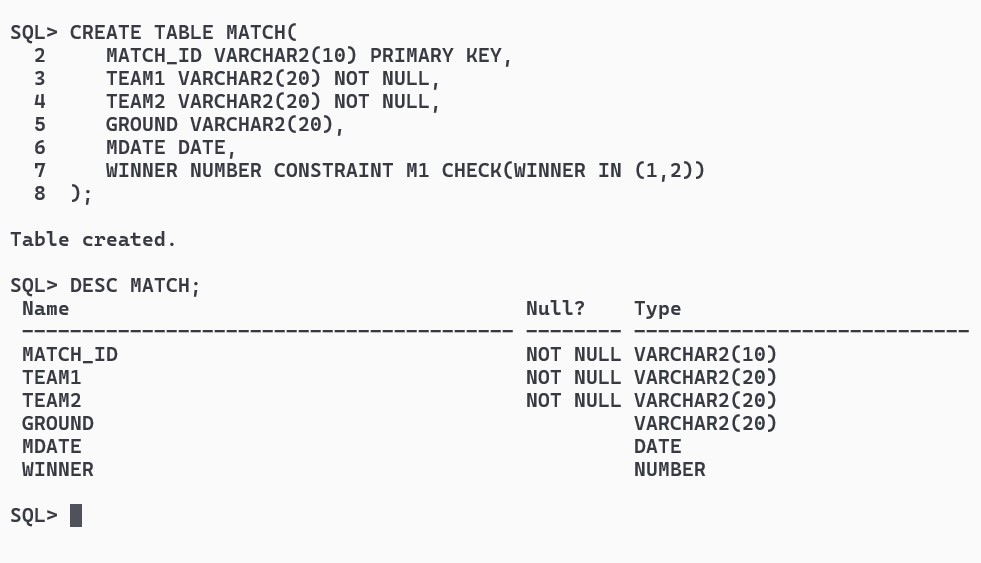 SQL> CREATE TABLE MATCH(
  2     MATCH_ID VARCHAR2(10) PRIMARY KEY,
  3     TEAM1 VARCHAR2(20) NOT NULL,
  4     TEAM2 VARCHAR2(20) NOT NULL,
  5     GROUND VARCHAR2(20),
  6     MDATE DATE,
  7     WINNER NUMBER CONSTRAINT M1 CHECK(WINNER IN (1,2))
  8  );
Table created.
SQL> DESC MATCH;
 Name                                      Null?    Type
 ----------------------------------------- -------- ----------------------------
 MATCH_ID                                  NOT NULL VARCHAR2(10)
 TEAM1                                     NOT NULL VARCHAR2(20)
 TEAM2                                     NOT NULL VARCHAR2(20)
 GROUND                                             VARCHAR2(20)
 MDATE                                              DATE
 WINNER                                             NUMBER
SQL>